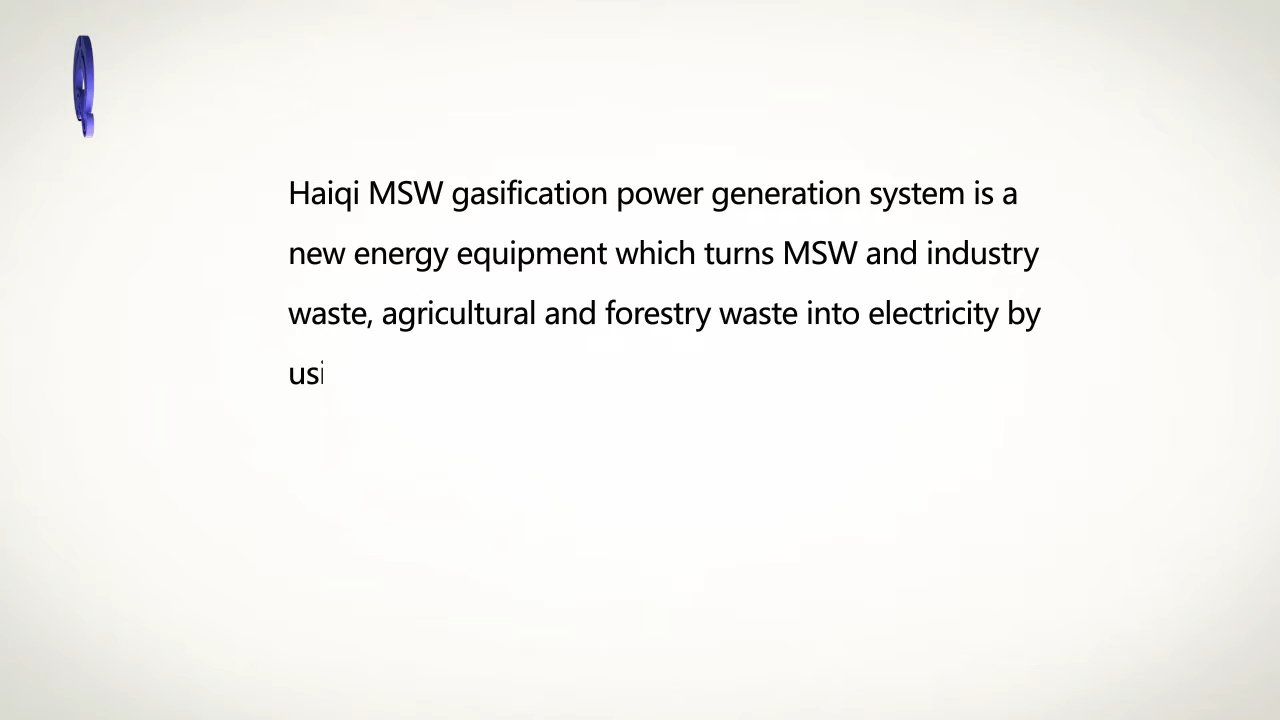 Haiqi MSW gasification power generation system is a
new energy equipment which turns MSW and industry
waste, agricultural and forestry waste into electricity by
usi